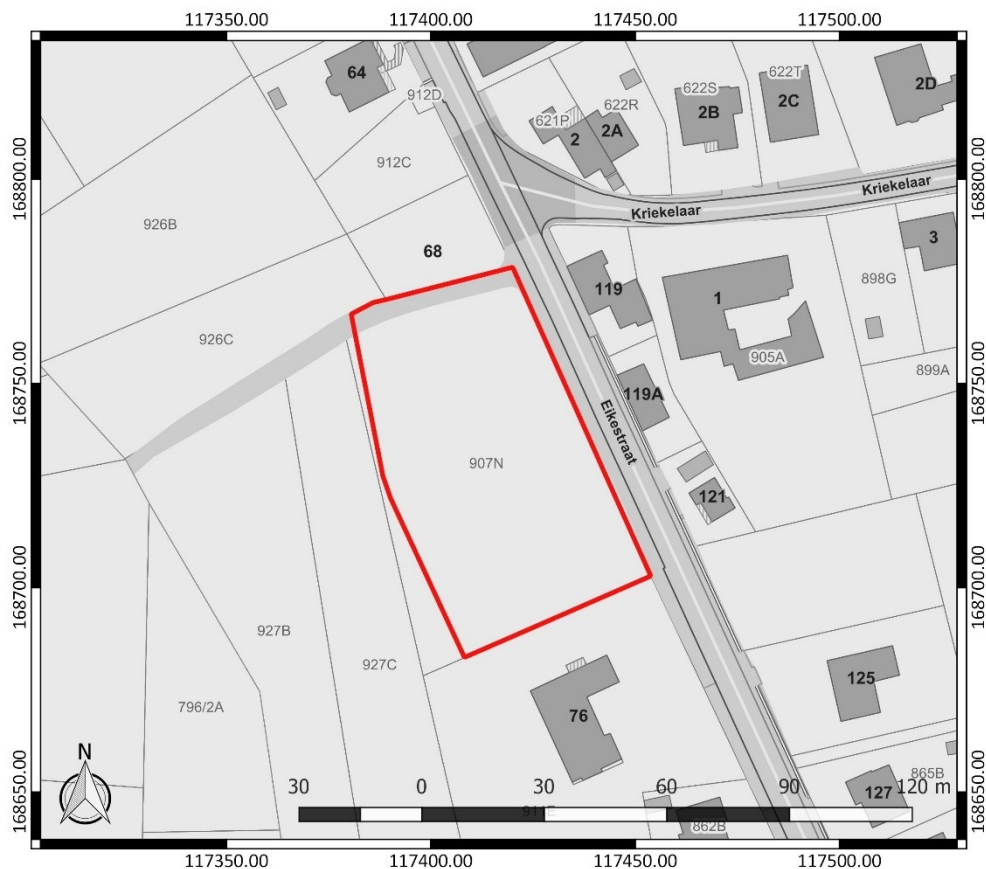 117350.00 117400.00 117450.00 117500.00
168800.00 168800.00
168750.00 168750.00
168700.00 168700.00
168650.00 168650.00
64
912D
621P
2
2A
622R
622S
2B
622T
2C
2D
912C
Kriekelaar
Kriekelaar
926B
68
3
119
1
898G
926C
905A
899A
119A
Eikestraat
907N
121
927B
927C
125
796/2A
76
N
865B
127
30 0 30 60 90 120 m
911E
862B
117350.00 117400.00 117450.00 117500.00